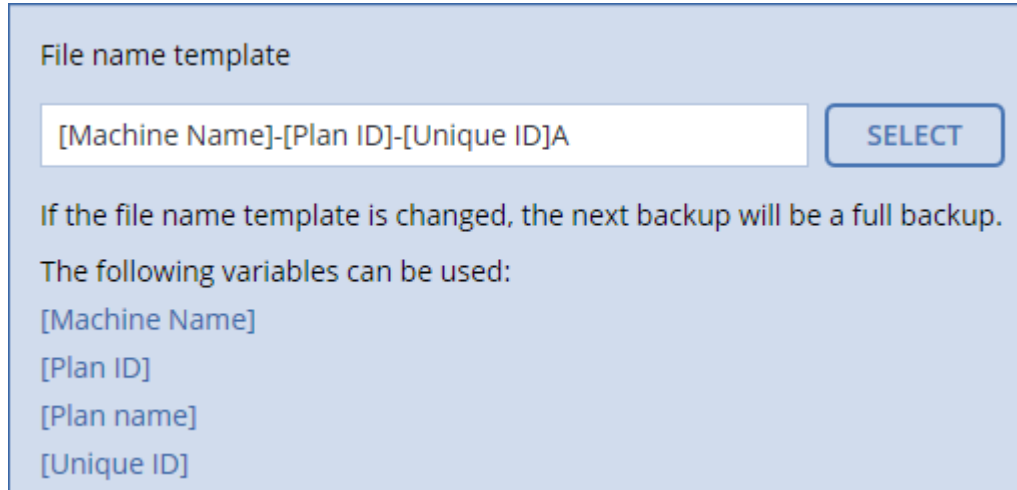 File name template
[Machine Name]-[Plan ID]-[Unique ID]A
SELECT
If the file name template is changed, the next backup will be a full backup.
The following variables can be used:
[Machine Name]
[Plan ID]
[Plan name]
[Unique ID]